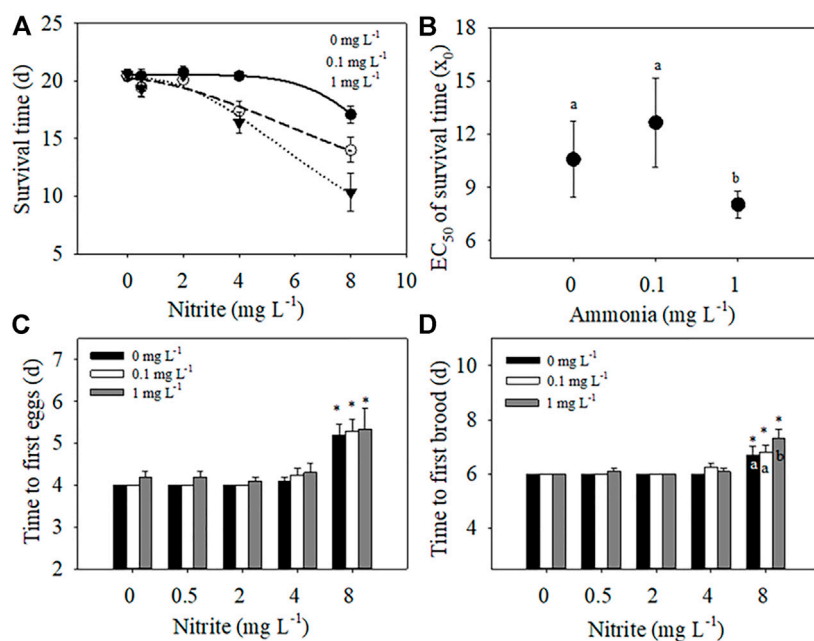 A
0 mg L⁻¹
0.1 mg L⁻¹
1 mg L⁻¹
25
20
15
10
5
Survival time (d)
0 2 4 6 8 10
Nitrite (mg L⁻¹)
B
18
15
12
9
6
EC₅₀ of survival time (x₀)
a
a
b
0 0.1 1
Ammonia (mg L⁻¹)
C
0 mg L⁻¹
0.1 mg L⁻¹
1 mg L⁻¹
7
6
5
4
3
2
Time to first eggs (d)
* * *
0 0.5 2 4 8
Nitrite (mg L⁻¹)
D
0 mg L⁻¹
0.1 mg L⁻¹
1 mg L⁻¹
10
8
6
4
Time to first brood (d)
* * *
a a b
0 0.5 2 4 8
Nitrite (mg L⁻¹)